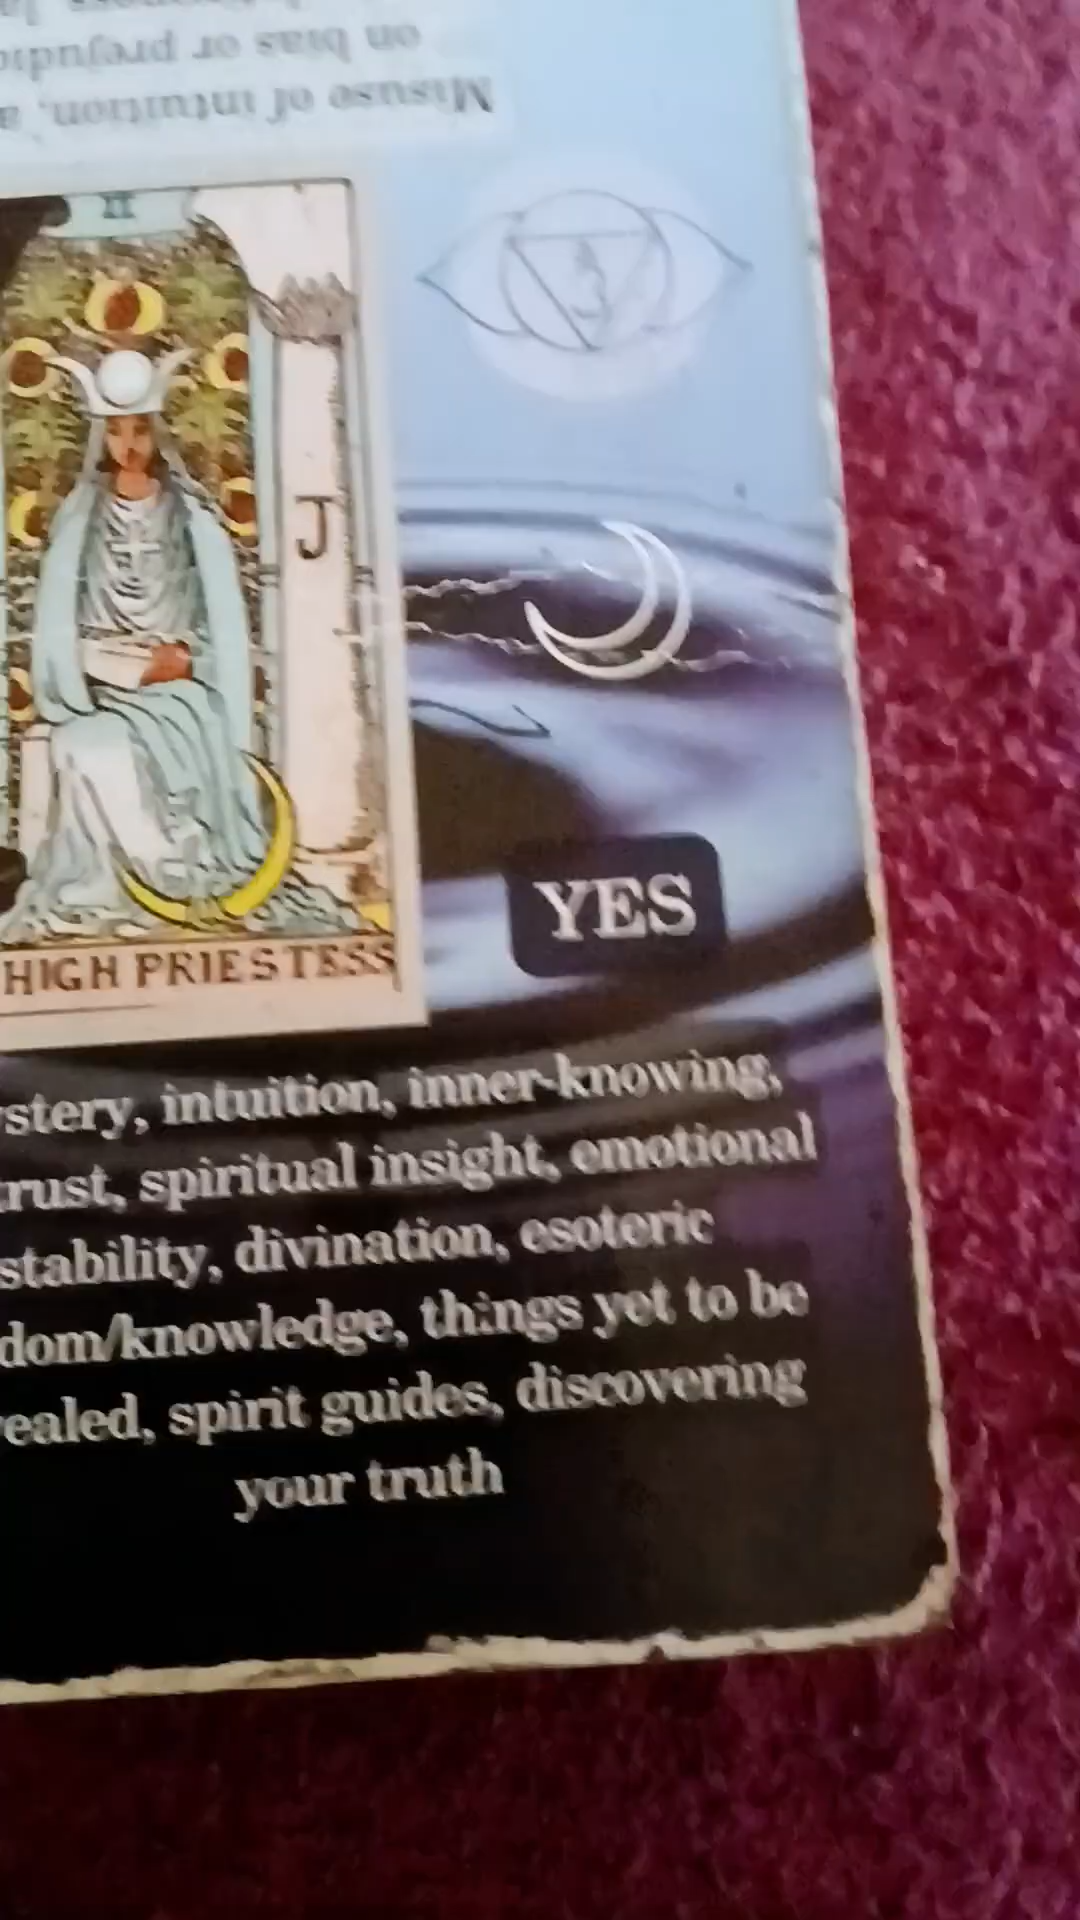 on bias or prejudic
Misuse of intuition, a
II
J
YES
HIGH PRIESTESS
stery, intuition, inner-knowing,
trust, spiritual insight, emotional
stability, divination, esoteric
dom/knowledge, things yet to be
ealed, spirit guides, discovering
your truth